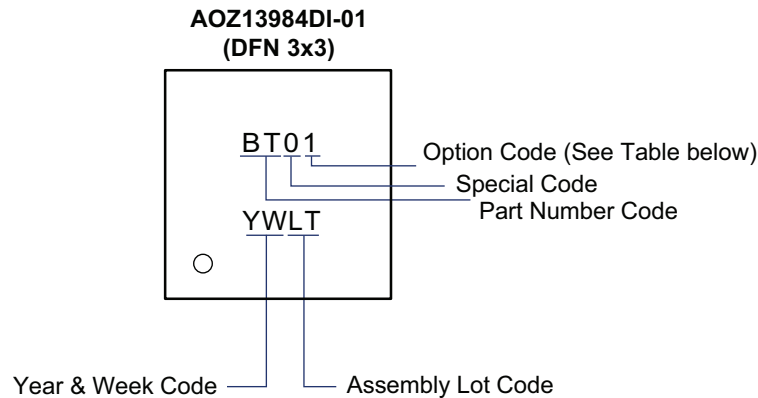 AOZ13984DI-01
(DFN 3x3)
BT01
Option Code (See Table below)
Special Code
Part Number Code
YWLT
Year & Week Code
Assembly Lot Code